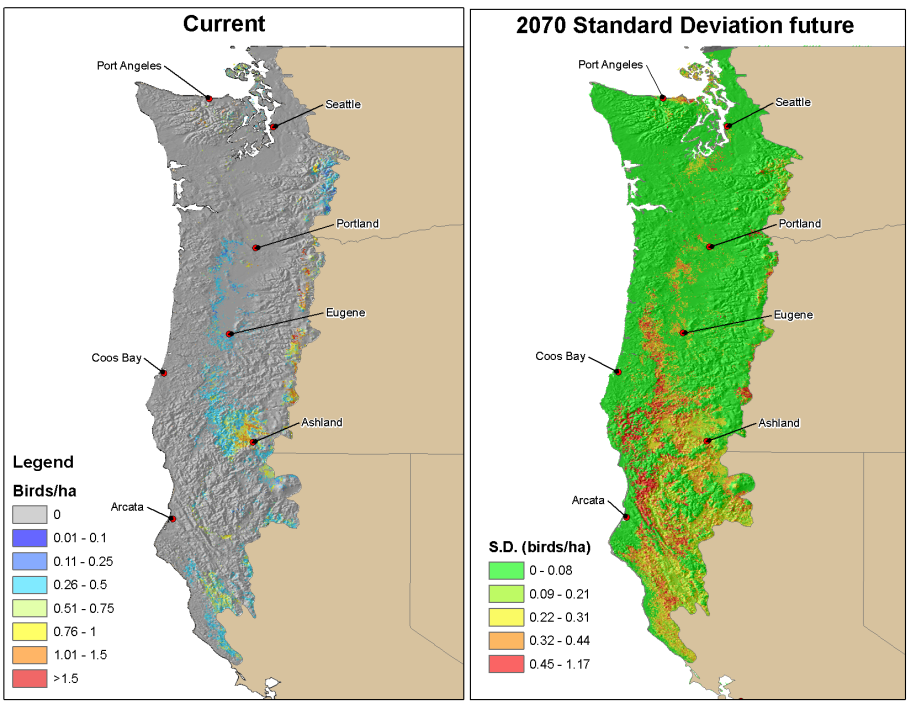 Current
Port Angeles
Seattle
Portland
Eugene
Coos Bay
Ashland
Arcata
Legend
Birds/ha
0
0.01 - 0.1
0.11 - 0.25
0.26 - 0.5
0.51 - 0.75
0.76 - 1
1.01 - 1.5
>1.5
2070 Standard Deviation future
Port Angeles
Seattle
Portland
Eugene
Coos Bay
Ashland
Arcata
S.D. (birds/ha)
0 - 0.08
0.09 - 0.21
0.22 - 0.31
0.32 - 0.44
0.45 - 1.17